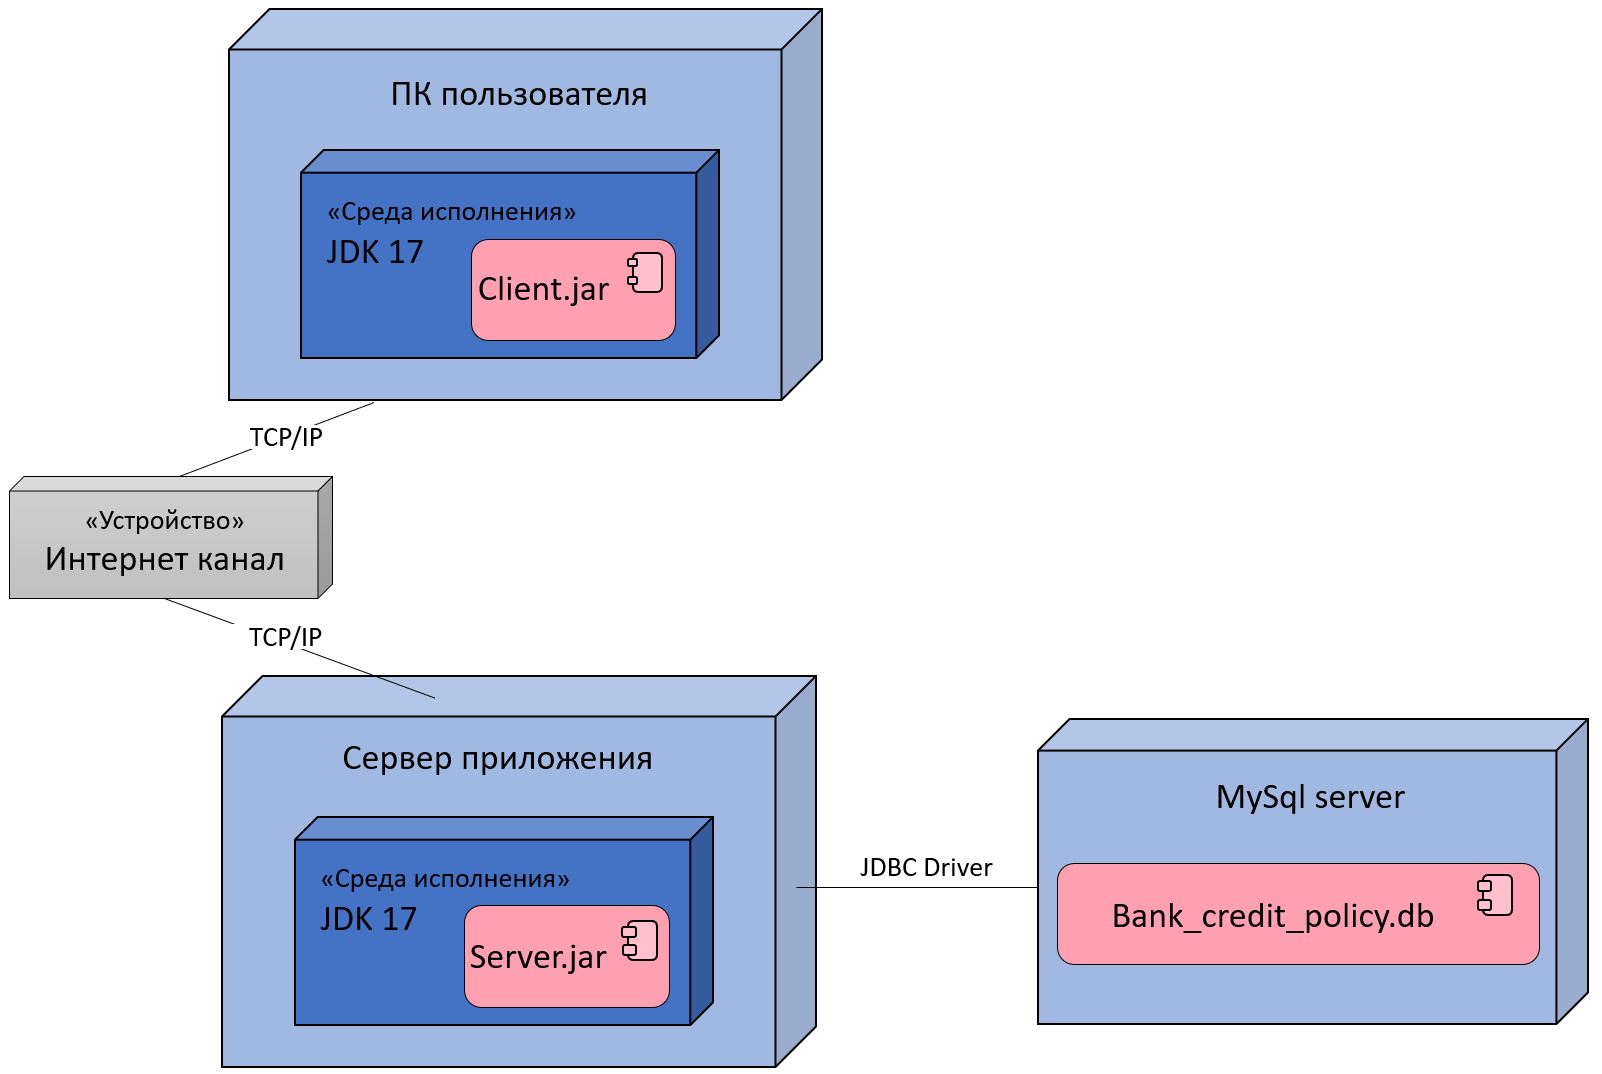 ПК пользователя
«Среда исполнения»
JDK 17
Client.jar
TCP/IP
«Устройство»
Интернет канал
TCP/IP
Сервер приложения
«Среда исполнения»
JDK 17
Server.jar
JDBC Driver
MySql server
Bank_credit_policy.db